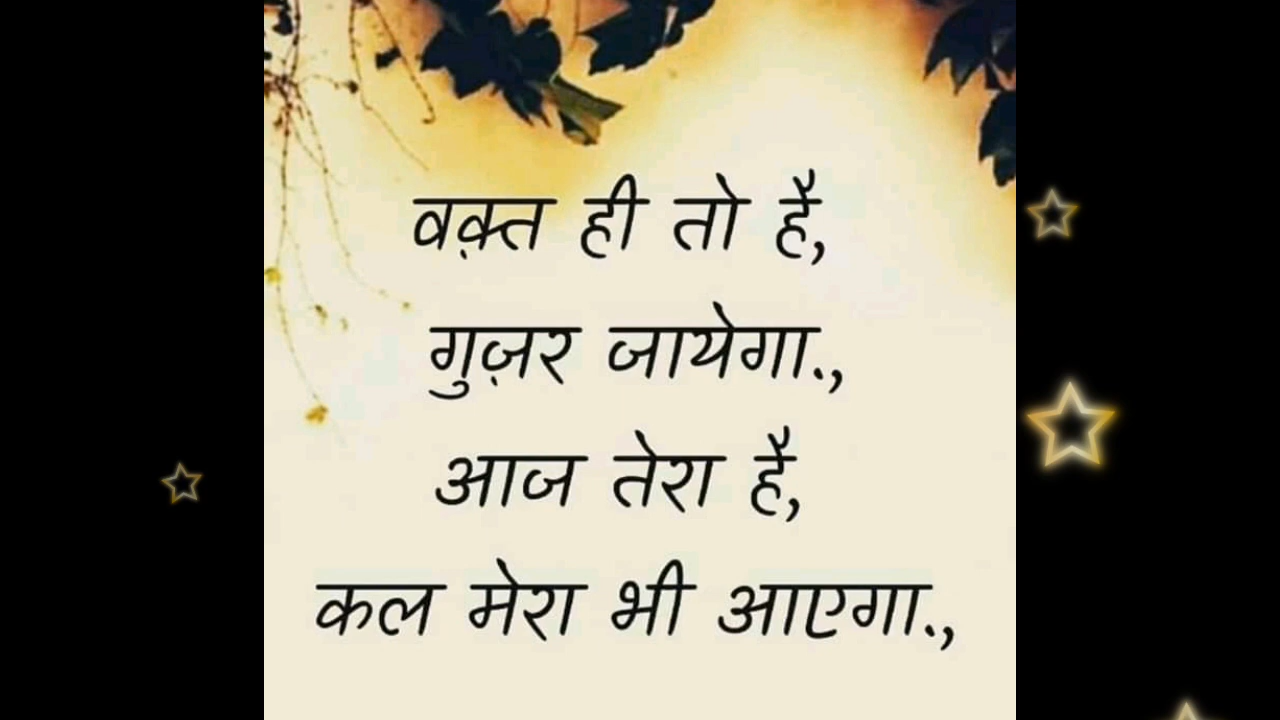 वक़्त ही तो है,
गुज़र जायेगा.,
आज तेरा है,
कल मेरा भी आएगा.,